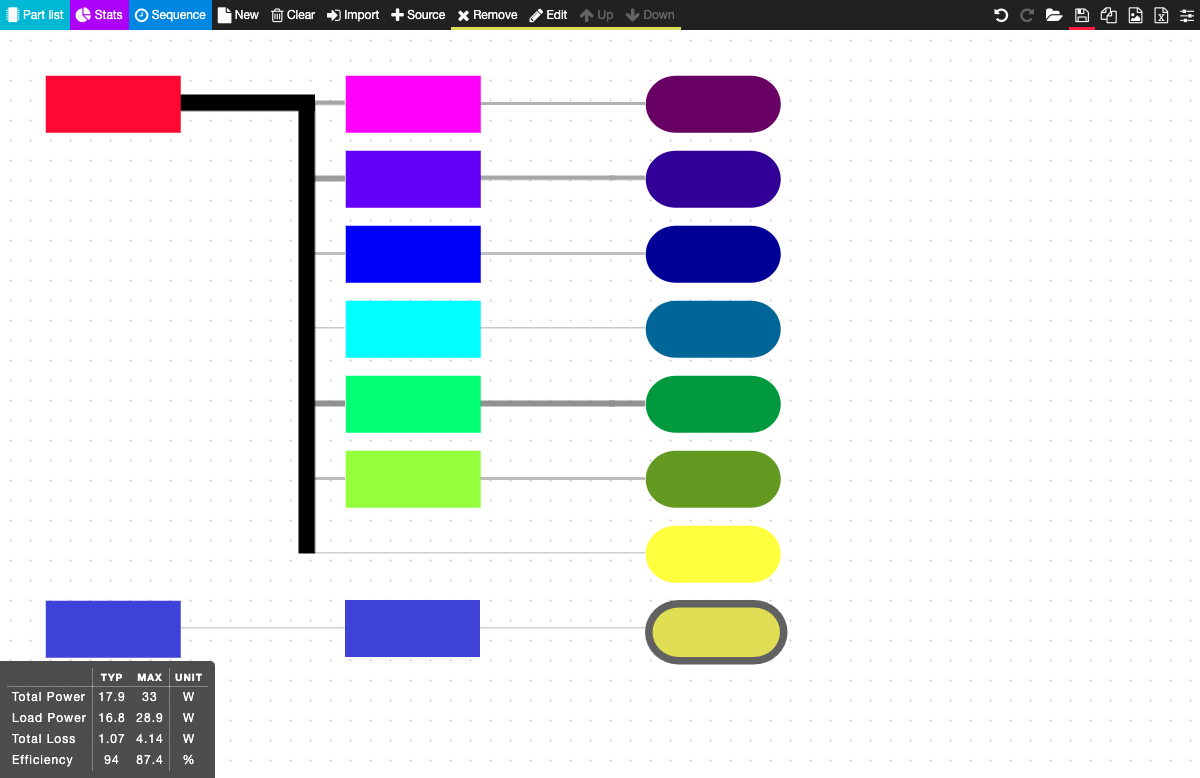 Part list Stats Sequence New Clear Import Source Remove Edit Up Down
TYP MAX UNIT
Total Power 17.9 33 W
Load Power 16.8 28.9 W
Total Loss 1.07 4.14 W
Efficiency 94 87.4 %